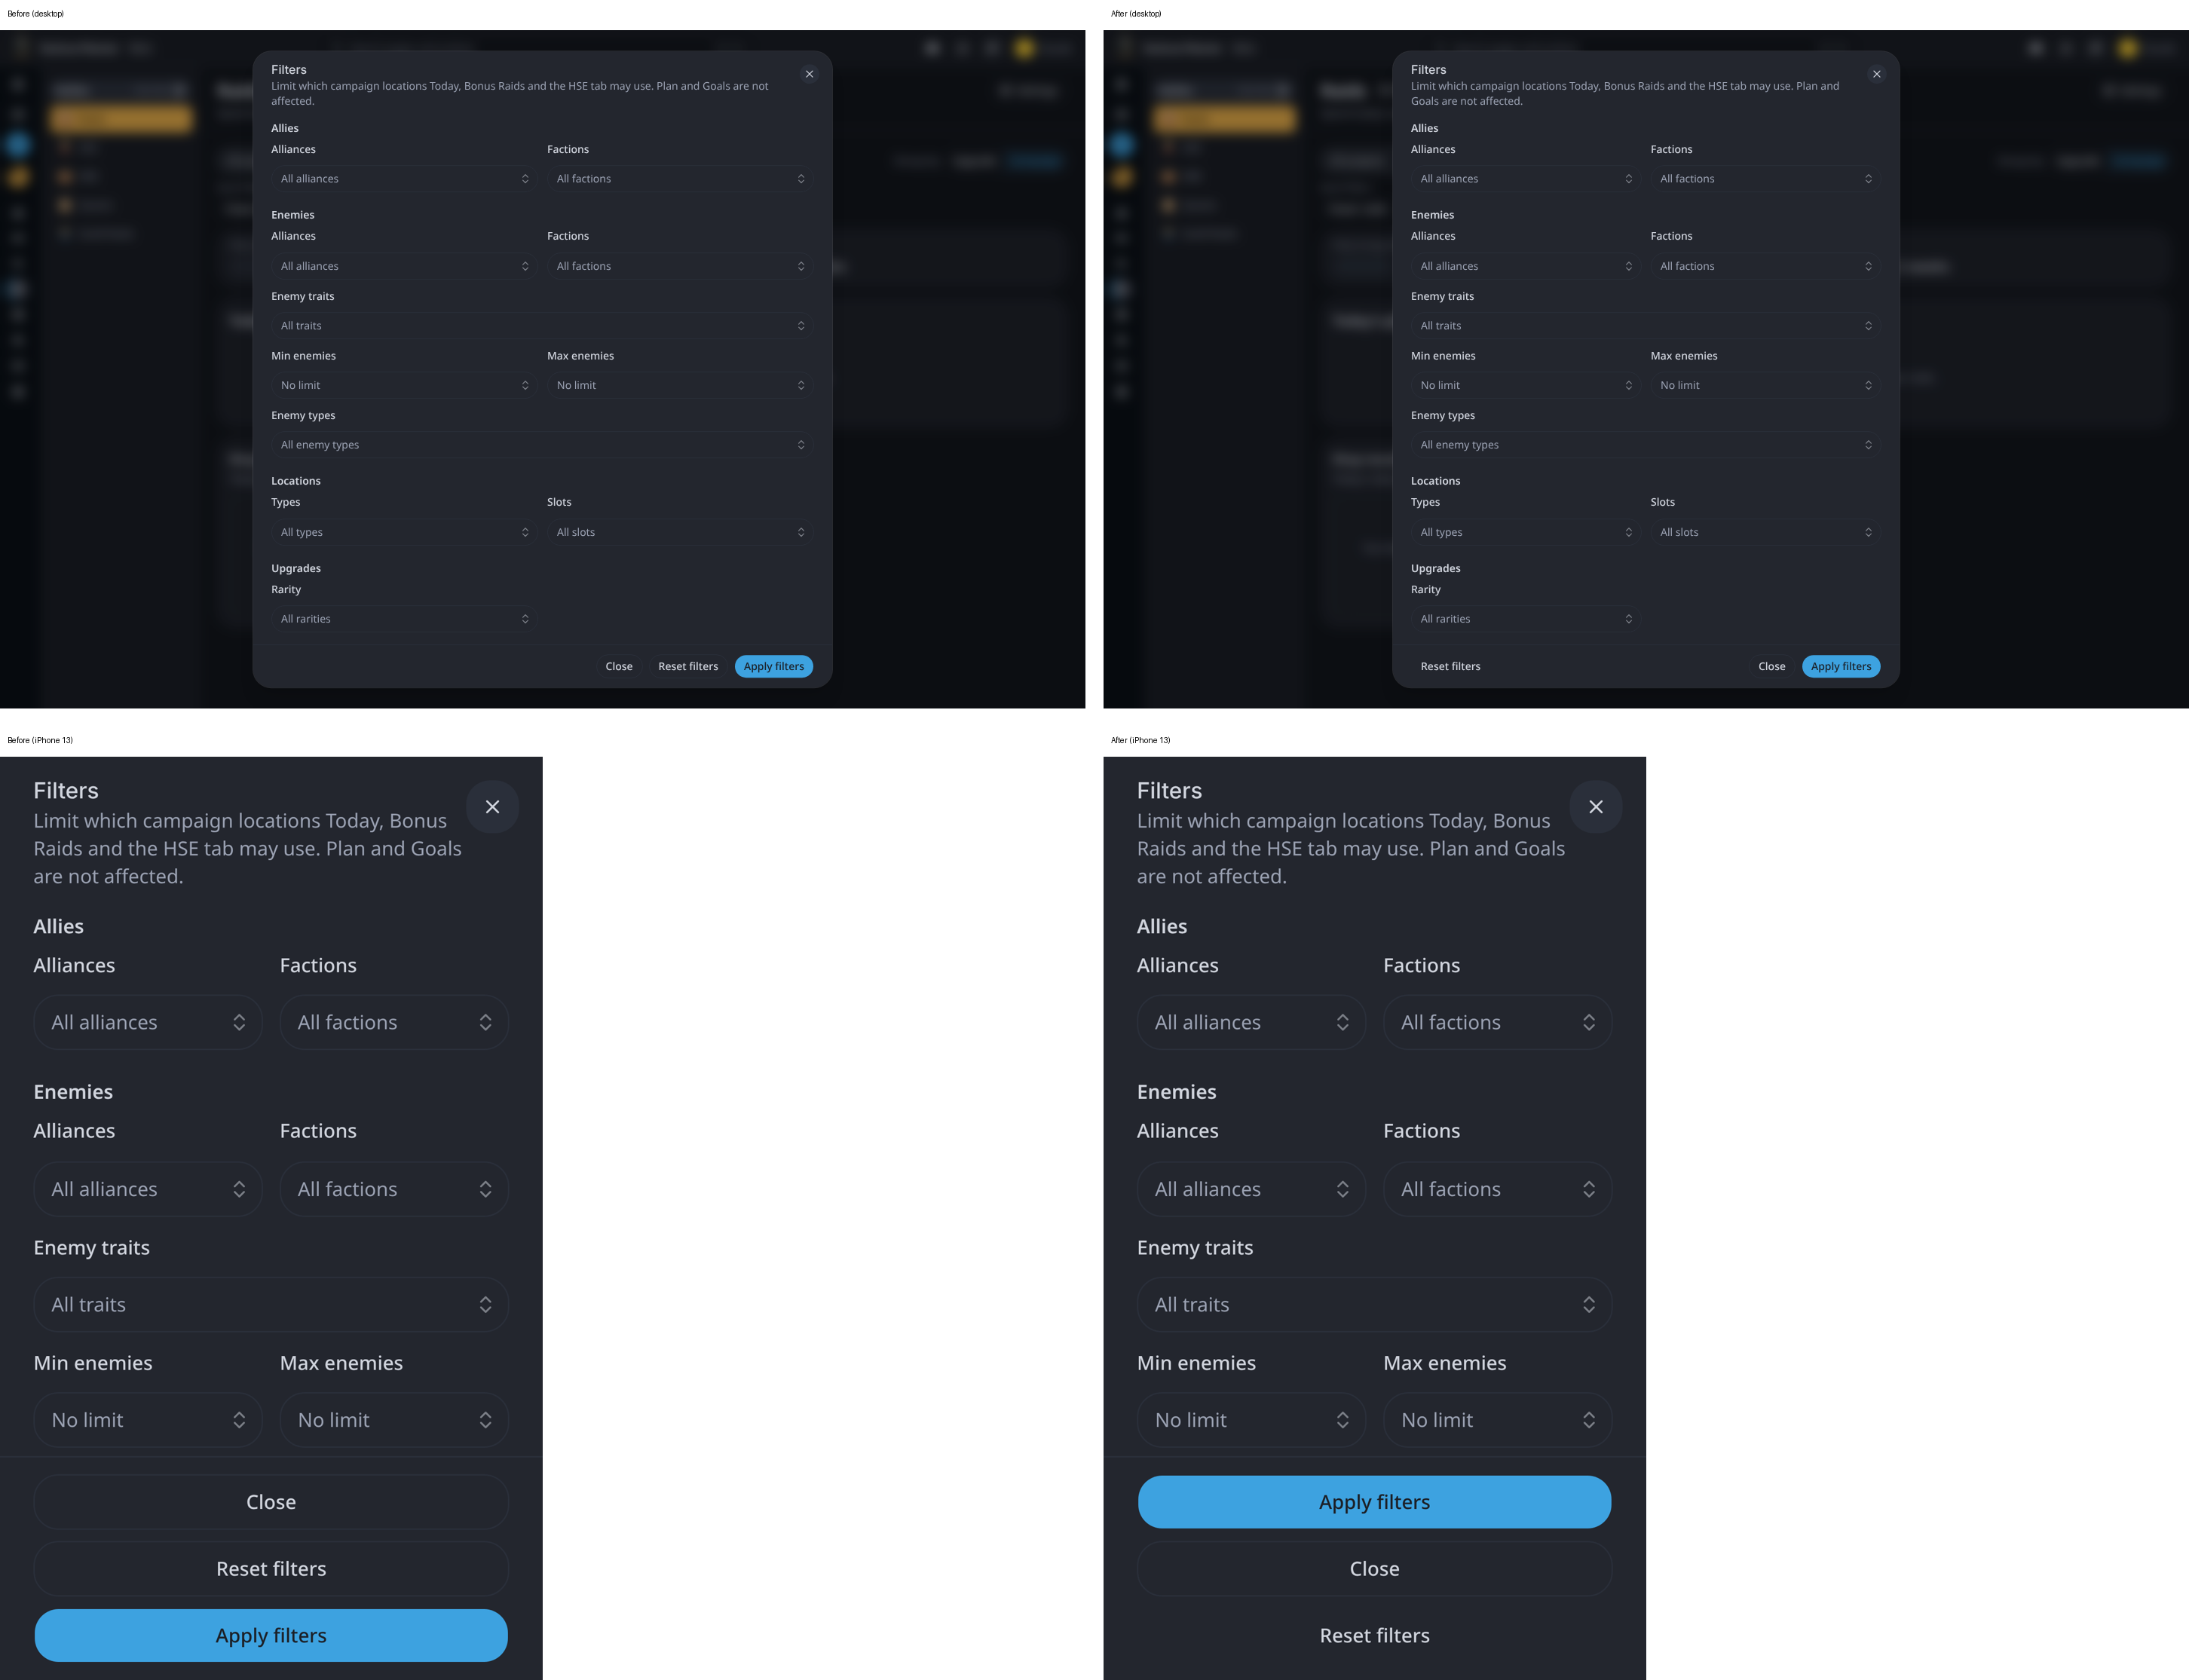 Before (desktop)
Filters
Limit which campaign locations Today, Bonus Raids and the HSE tab may use. Plan and Goals are not
affected.
Allies
Alliances
Factions
All alliances
All factions
Enemies
Alliances
Factions
All alliances
All factions
Enemy traits
All traits
Min enemies
Max enemies
No limit
No limit
Enemy types
All enemy types
Locations
Types
Slots
All types
All slots
Upgrades
Rarity
All rarities
Close
Reset filters
Apply filters
After (desktop)
Filters
Limit which campaign locations Today, Bonus Raids and the HSE tab may use. Plan and
Goals are not affected.
Allies
Alliances
Factions
All alliances
All factions
Enemies
Alliances
Factions
All alliances
All factions
Enemy traits
All traits
Min enemies
Max enemies
No limit
No limit
Enemy types
All enemy types
Locations
Types
Slots
All types
All slots
Upgrades
Rarity
All rarities
Reset filters
Close
Apply filters
Before (iPhone 13)
Filters
Limit which campaign locations Today, Bonus
Raids and the HSE tab may use. Plan and Goals
are not affected.
Allies
Alliances
Factions
All alliances
All factions
Enemies
Alliances
Factions
All alliances
All factions
Enemy traits
All traits
Min enemies
Max enemies
No limit
No limit
Close
Reset filters
Apply filters
After (iPhone 13)
Filters
Limit which campaign locations Today, Bonus
Raids and the HSE tab may use. Plan and Goals
are not affected.
Allies
Alliances
Factions
All alliances
All factions
Enemies
Alliances
Factions
All alliances
All factions
Enemy traits
All traits
Min enemies
Max enemies
No limit
No limit
Apply filters
Close
Reset filters